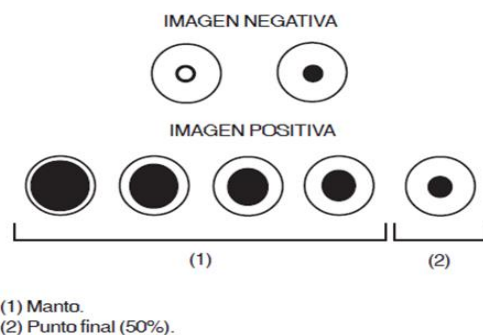 IMAGEN NEGATIVA
IMAGEN POSITIVA
(1)
(2)
(1) Manto.
(2) Punto final (50%).